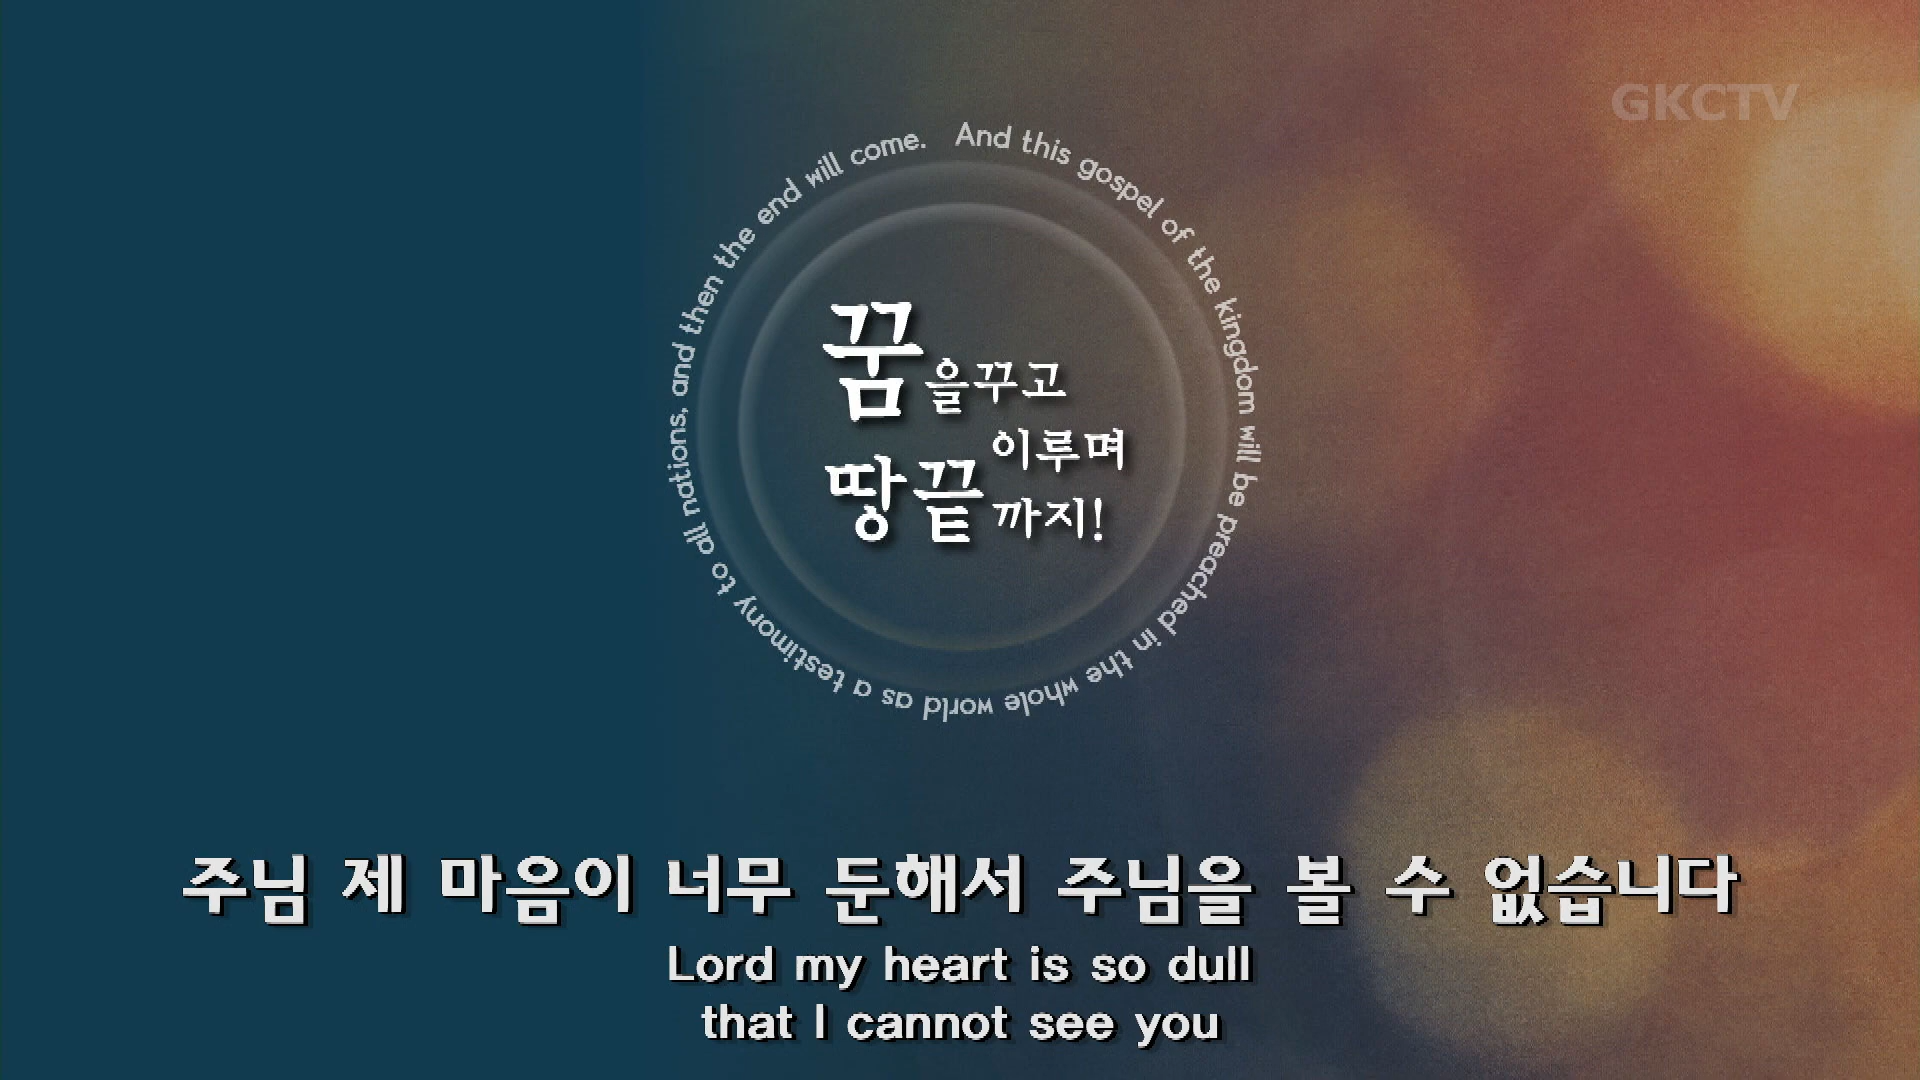 GKCTV
And this gospel of the kingdom will be preached in the whole world as a testimony to all nations, and then the end will come.
꿈을꾸고
이루며
땅끝까지!
주님 제 마음이 너무 둔해서 주님을 볼 수 없습니다
Lord my heart is so dull
that I cannot see you